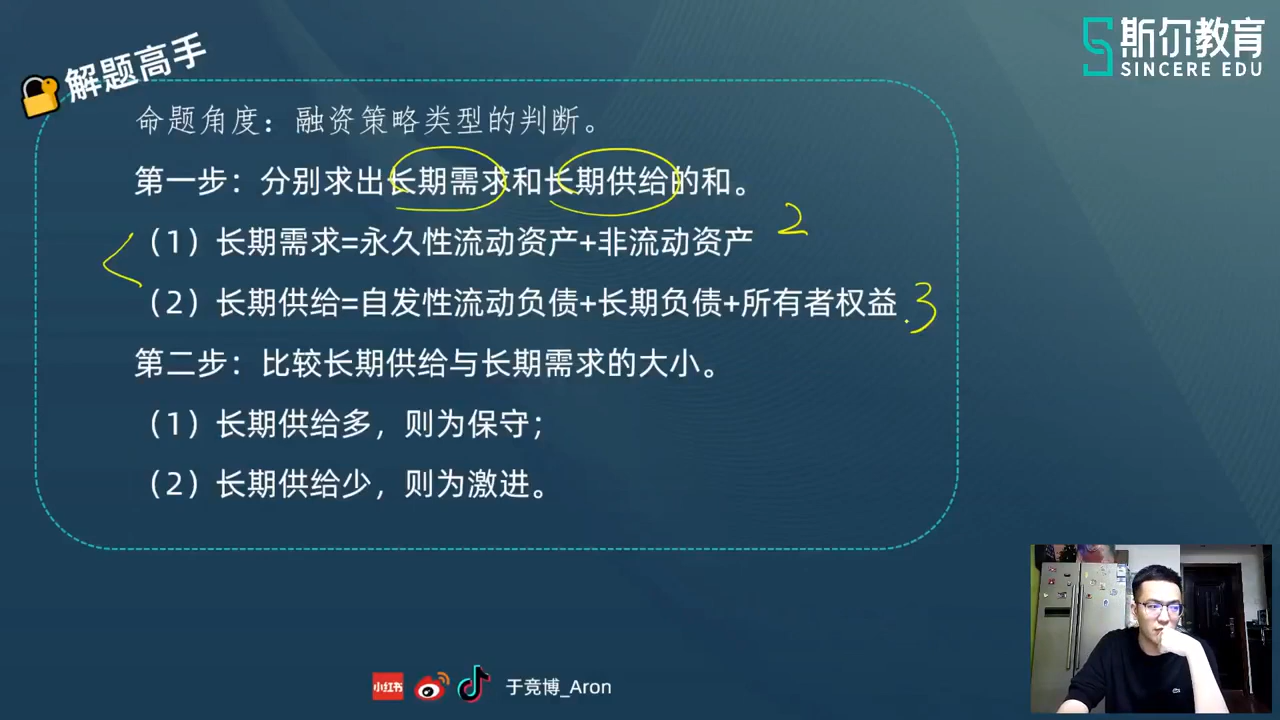 解题高手
斯尔教育
SINCERE EDU
命题角度：融资策略类型的判断。
第一步：分别求出长期需求和长期供给的和。
（1）长期需求=永久性流动资产+非流动资产 2
（2）长期供给=自发性流动负债+长期负债+所有者权益 3
第二步：比较长期供给与长期需求的大小。
（1）长期供给多，则为保守；
（2）长期供给少，则为激进。
小红书
于竞博_Aron